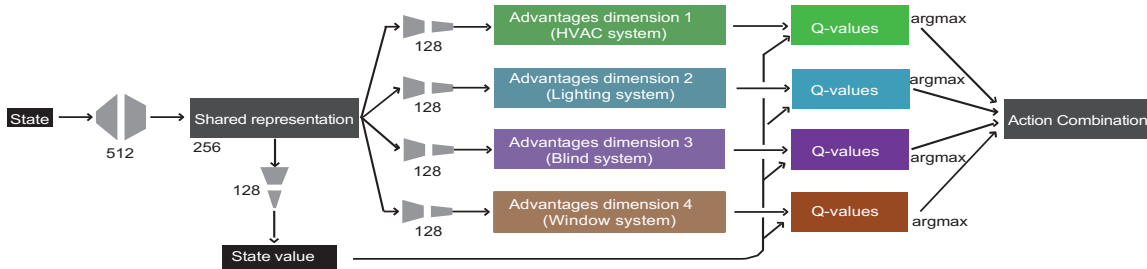 State
512
Shared representation
256
128
State value
128
Advantages dimension 1
(HVAC system)
Q-values
argmax
128
Advantages dimension 2
(Lighting system)
Q-values
argmax
128
Advantages dimension 3
(Blind system)
Q-values
argmax
128
Advantages dimension 4
(Window system)
Q-values
argmax
Action Combination